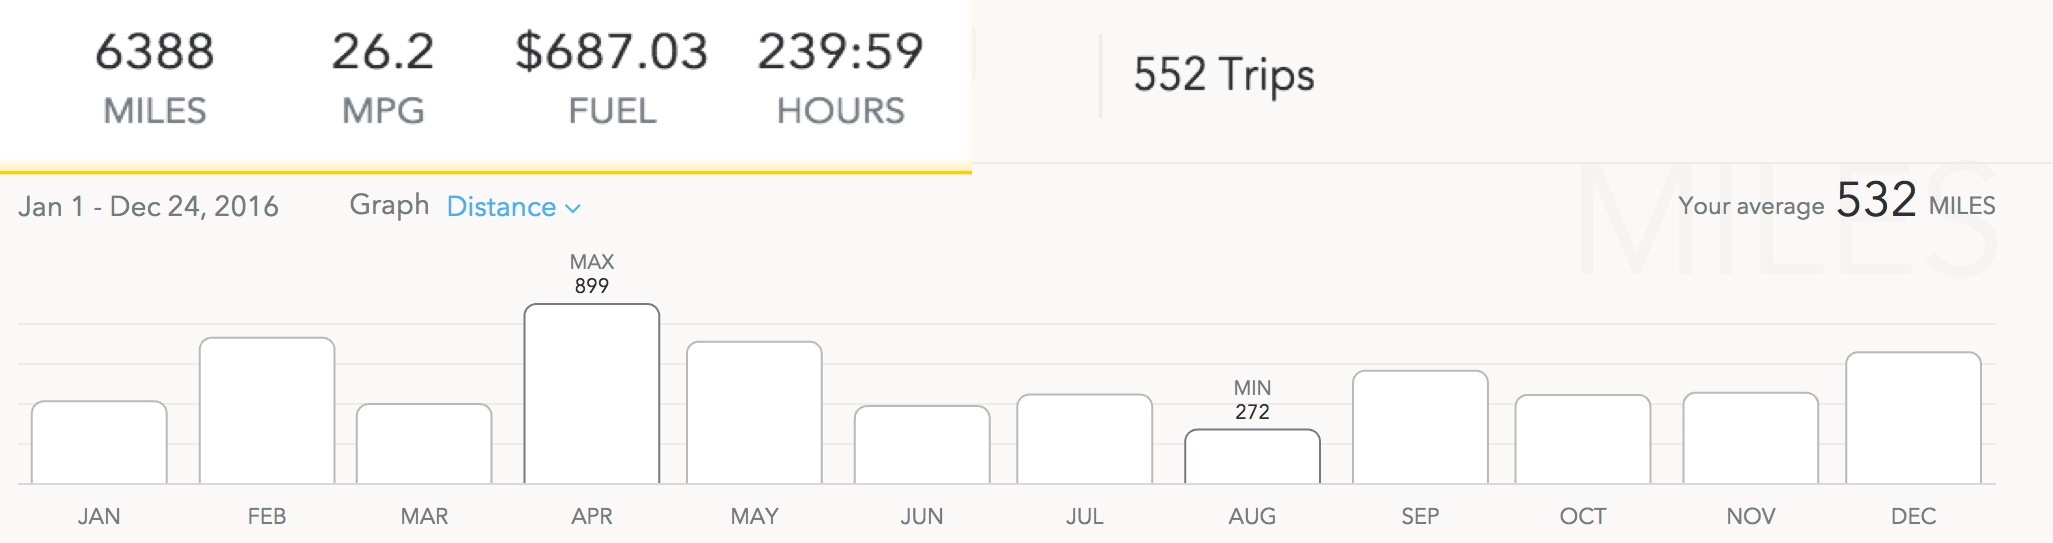 6388 26.2 $687.03 239:59
MILES MPG FUEL HOURS
552 Trips
MILES
Jan 1 - Dec 24, 2016 Graph Distance Your average 532 MILES
MAX
899
MIN
272
JAN FEB MAR APR MAY JUN JUL AUG SEP OCT NOV DEC